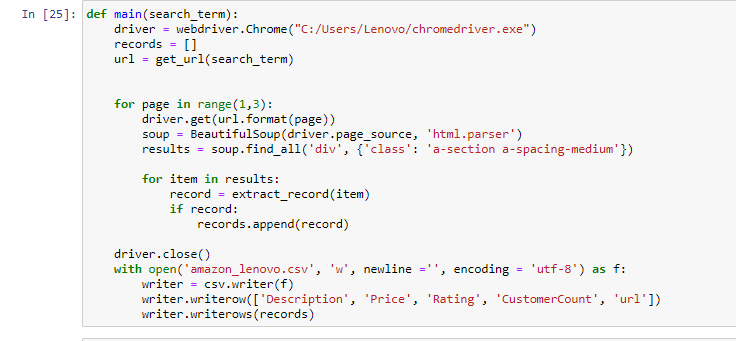 In [25]: def main(search_term):
    driver = webdriver.Chrome("C:/Users/Lenovo/chromedriver.exe")
    records = []
    url = get_url(search_term)
    for page in range(1,3):
        driver.get(url.format(page))
        soup = BeautifulSoup(driver.page_source, 'html.parser')
        results = soup.find_all('div', {'class': 'a-section a-spacing-medium'})
        for item in results:
            record = extract_record(item)
            if record:
                records.append(record)
    driver.close()
    with open('amazon_lenovo.csv', 'w', newline ='', encoding = 'utf-8') as f:
        writer = csv.writer(f)
        writer.writerow(['Description', 'Price', 'Rating', 'CustomerCount', 'url'])
        writer.writerows(records)